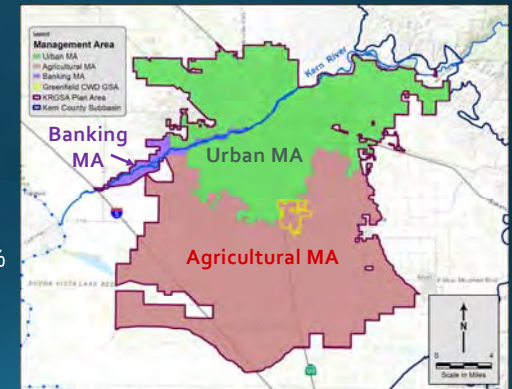 Legend
Management Area
Urban MA
Agricultural MA
Banking MA
Greenfield CWD GSA
KRGSA Plan Area
Kern County Subbasin
Kern River
Banking
MA
Urban MA
%
Agricultural MA
5
N
0 4
Scale in Miles